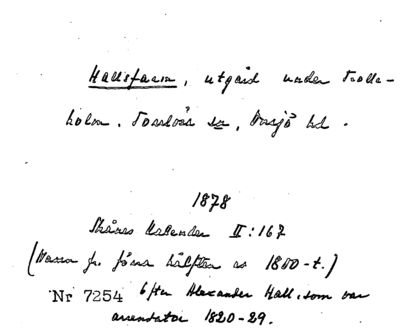 Hallsfarm, utgård under Trolle-
holm. Torrlösa sn, Onsjö hd.
1878
Skånes Kalender II:167
(Namn fr. förra hälften av 1800-t.)
Nr 7254 efter Alexander Hall, som var
arrendator 1820-29.